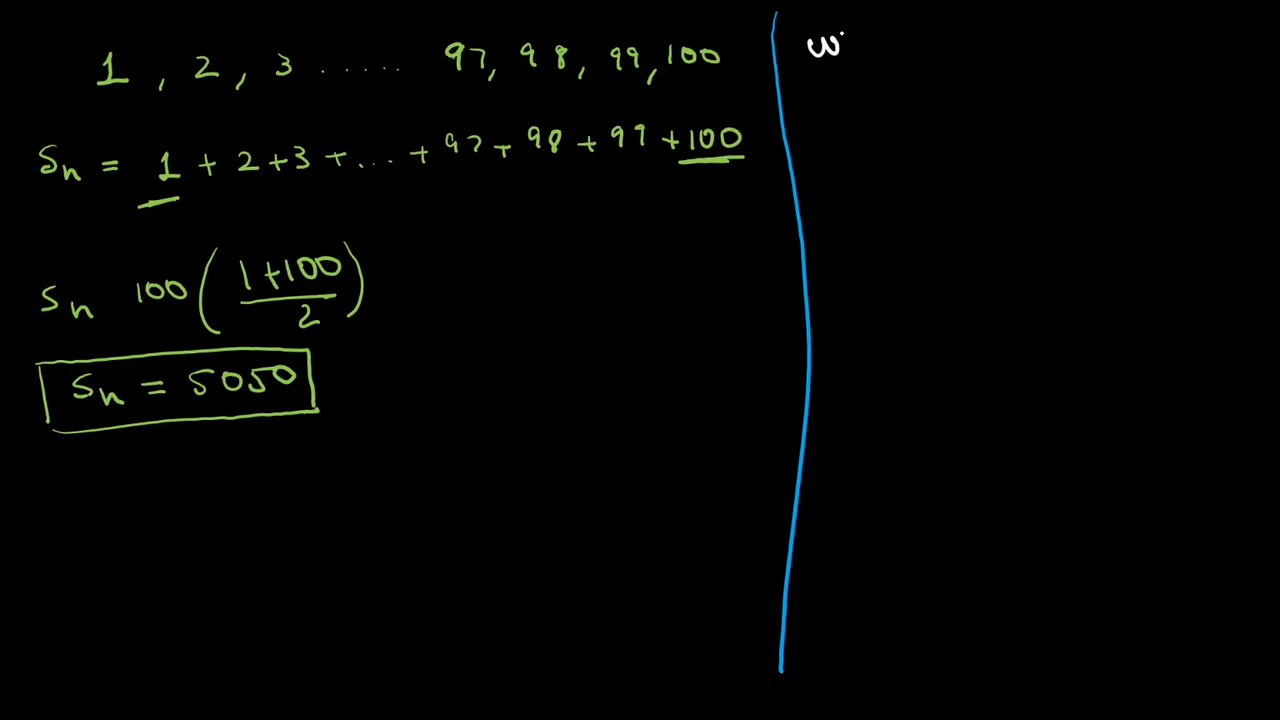 1 , 2 , 3 ..... 97, 98, 99, 100
Sn = 1 + 2 + 3 + ... + 97 + 98 + 99 + 100
Sn 100 ( 1+100 / 2 )
Sn = 5050